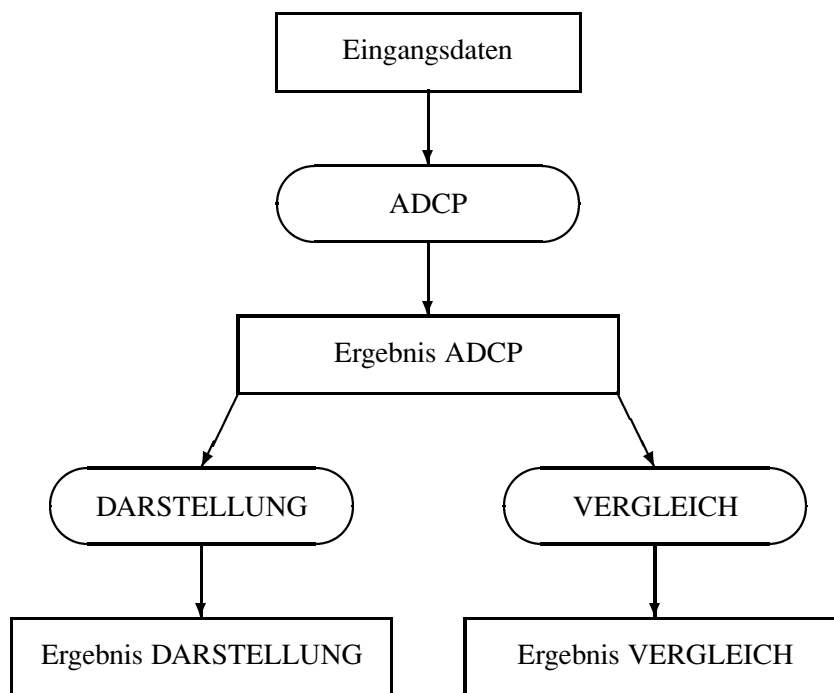 Eingangsdaten
ADCP
Ergebnis ADCP
DARSTELLUNG
VERGLEICH
Ergebnis DARSTELLUNG
Ergebnis VERGLEICH